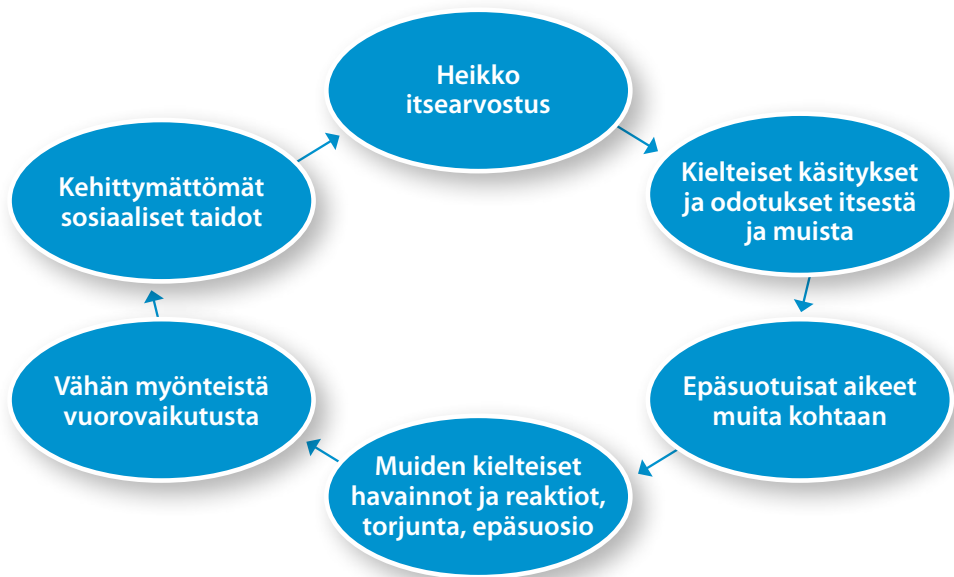 Heikko
itsearvostus
Kielteiset käsitykset
ja odotukset itsestä
ja muista
Epäsuotuisat aikeet
muita kohtaan
Muiden kielteiset
havainnot ja reaktiot,
torjunta, epäsuosio
Vähän myönteistä
vuorovaikutusta
Kehittymättömät
sosiaaliset taidot